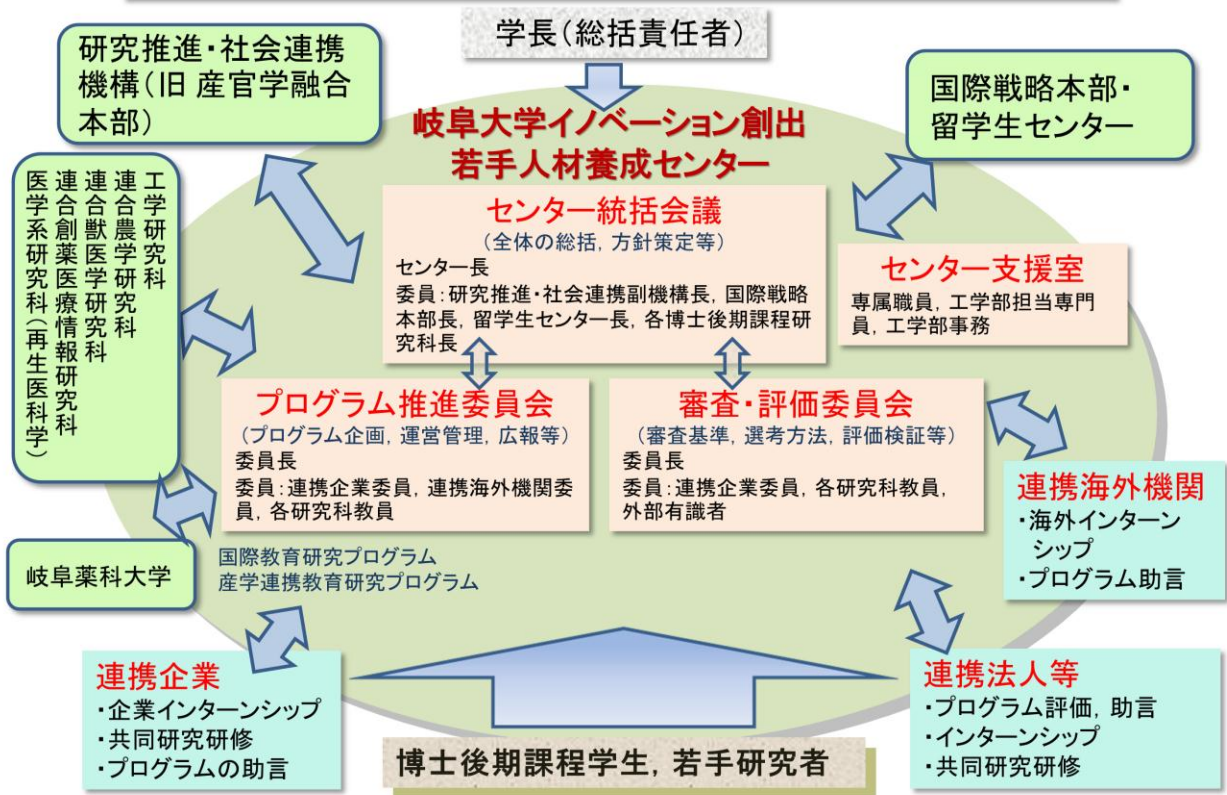 学長(総括責任者)
研究推進・社会連携
機構(旧 産官学融合
本部)
国際戦略本部・
留学生センター
岐阜大学イノベーション創出
若手人材養成センター
工学研究科
連合農学研究科
連合獣医学研究科
連合創薬医療情報研究科
医学系研究科(再生医科学)
センター統括会議
(全体の総括, 方針策定等)
センター長
委員:研究推進・社会連携副機構長, 国際戦略
本部長, 留学生センター長, 各博士後期課程研
究科長
センター支援室
専属職員, 工学部担当専門
員, 工学部事務
プログラム推進委員会
(プログラム企画, 運営管理, 広報等)
委員長
委員:連携企業委員, 連携海外機関委
員, 各研究科教員
審査・評価委員会
(審査基準, 選考方法, 評価検証等)
委員長
委員:連携企業委員, 各研究科教員,
外部有識者
連携海外機関
・海外インターン
シップ
・プログラム助言
岐阜薬科大学
国際教育研究プログラム
産学連携教育研究プログラム
連携企業
・企業インターンシップ
・共同研究研修
・プログラムの助言
連携法人等
・プログラム評価, 助言
・インターンシップ
・共同研究研修
博士後期課程学生, 若手研究者